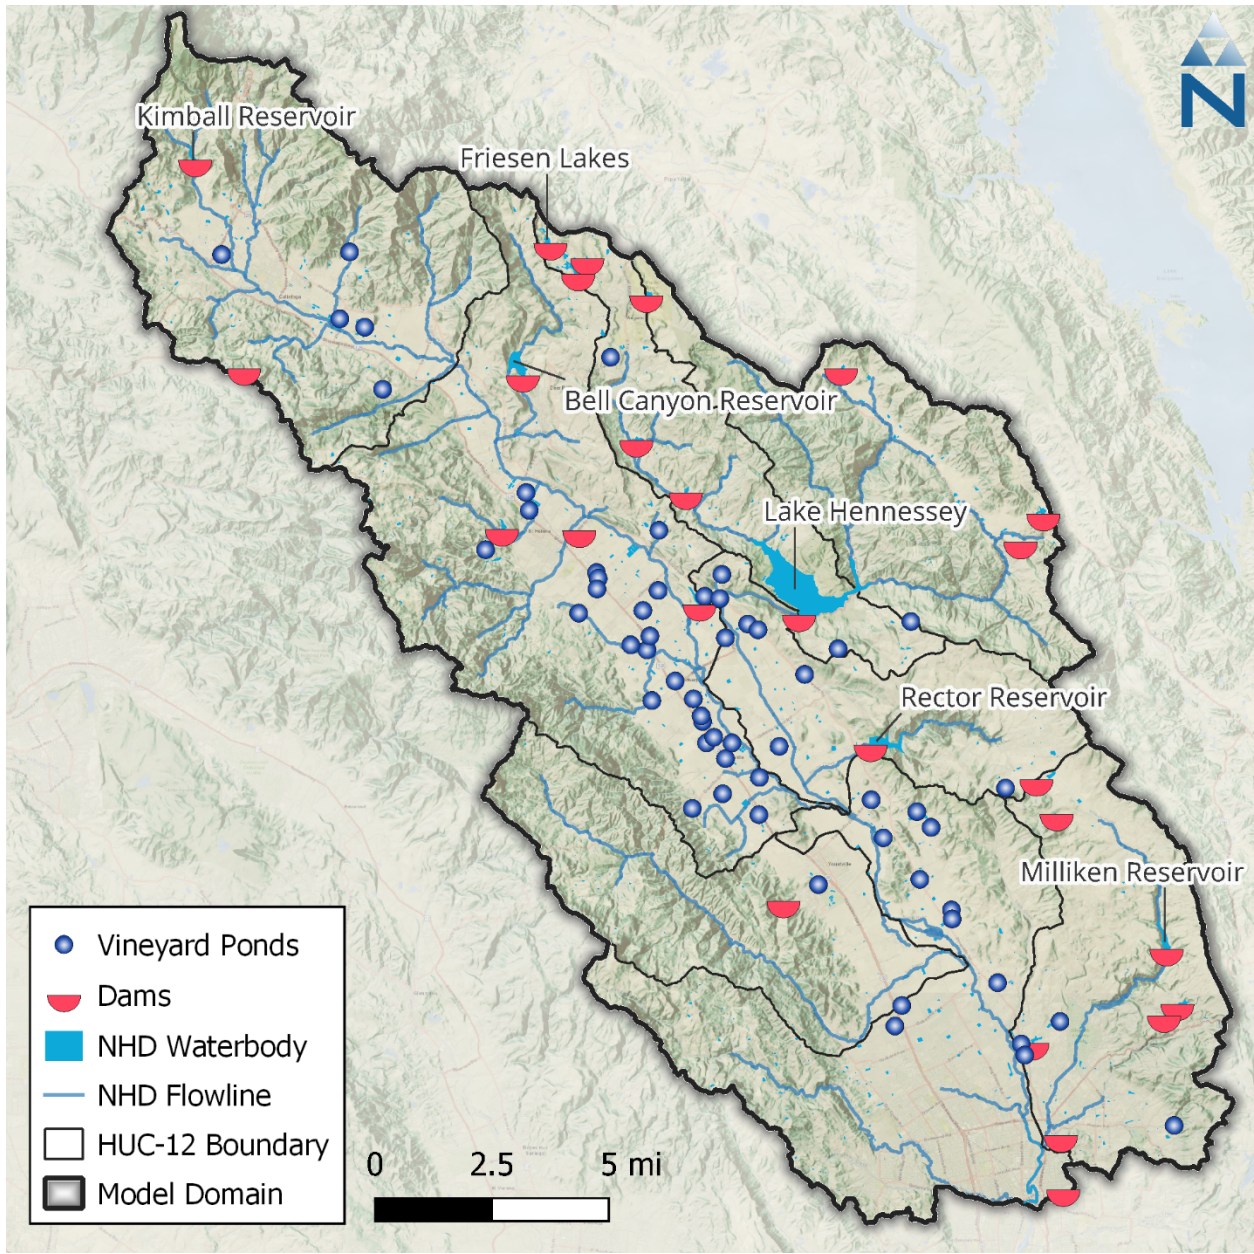 N
Kimball Reservoir
Friesen Lakes
Bell Canyon Reservoir
Lake Hennessey
Rector Reservoir
Milliken Reservoir
Vineyard Ponds
Dams
NHD Waterbody
NHD Flowline
HUC-12 Boundary
Model Domain
0 2.5 5 mi